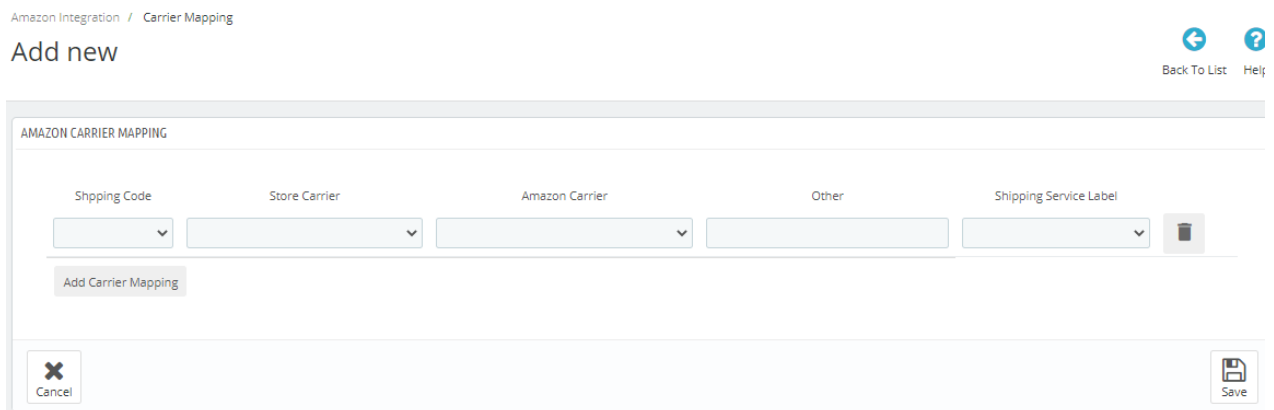 Amazon Integration / Carrier Mapping
Add new
Back To List Help
AMAZON CARRIER MAPPING
Shpping Code Store Carrier Amazon Carrier Other Shipping Service Label
Add Carrier Mapping
Cancel Save